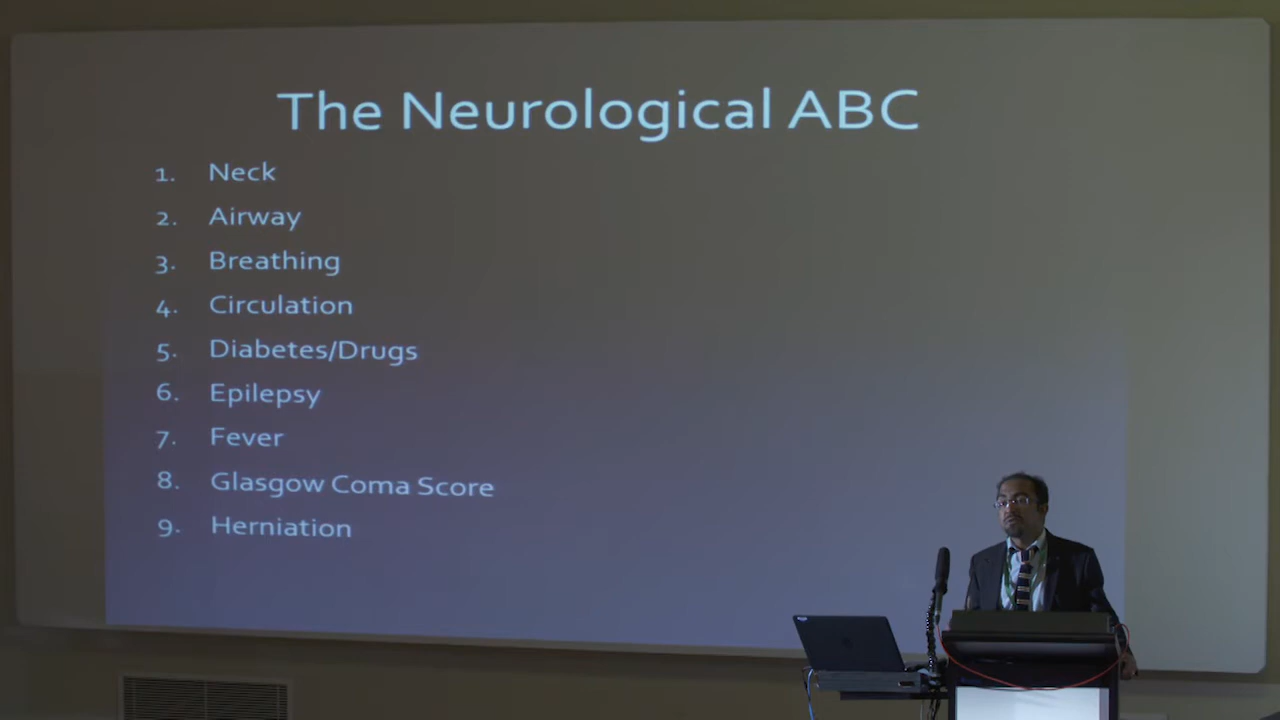 The Neurological ABC
1. Neck
2. Airway
3. Breathing
4. Circulation
5. Diabetes/Drugs
6. Epilepsy
7. Fever
8. Glasgow Coma Score
9. Herniation